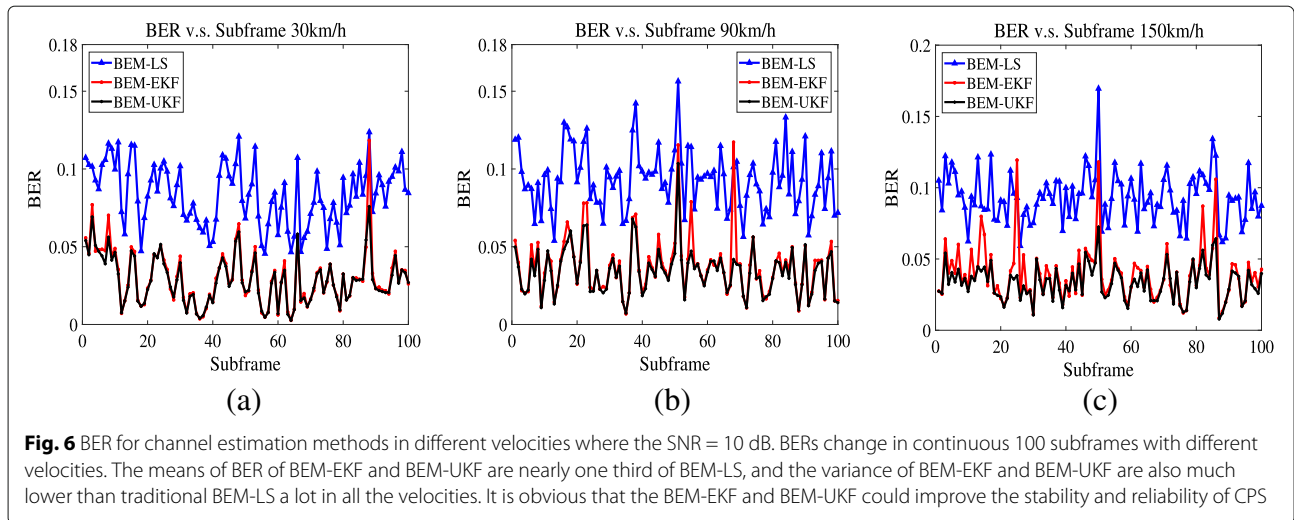 BER v.s. Subframe 30km/h
0.18
0.15
0.1
0.05
0
BER
BEM-LS
BEM-EKF
BEM-UKF
0 20 40 60 80 100
Subframe
(a)
BER v.s. Subframe 90km/h
0.18
0.15
0.1
0.05
0
BER
BEM-LS
BEM-EKF
BEM-UKF
0 20 40 60 80 100
Subframe
(b)
BER v.s. Subframe 150km/h
0.2
0.15
0.1
0.05
0
BER
BEM-LS
BEM-EKF
BEM-UKF
0 20 40 60 80 100
Subframe
(c)
Fig. 6 BER for channel estimation methods in different velocities where the SNR = 10 dB. BERs change in continuous 100 subframes with different
velocities. The means of BER of BEM-EKF and BEM-UKF are nearly one third of BEM-LS, and the variance of BEM-EKF and BEM-UKF are also much
lower than traditional BEM-LS a lot in all the velocities. It is obvious that the BEM-EKF and BEM-UKF could improve the stability and reliability of CPS